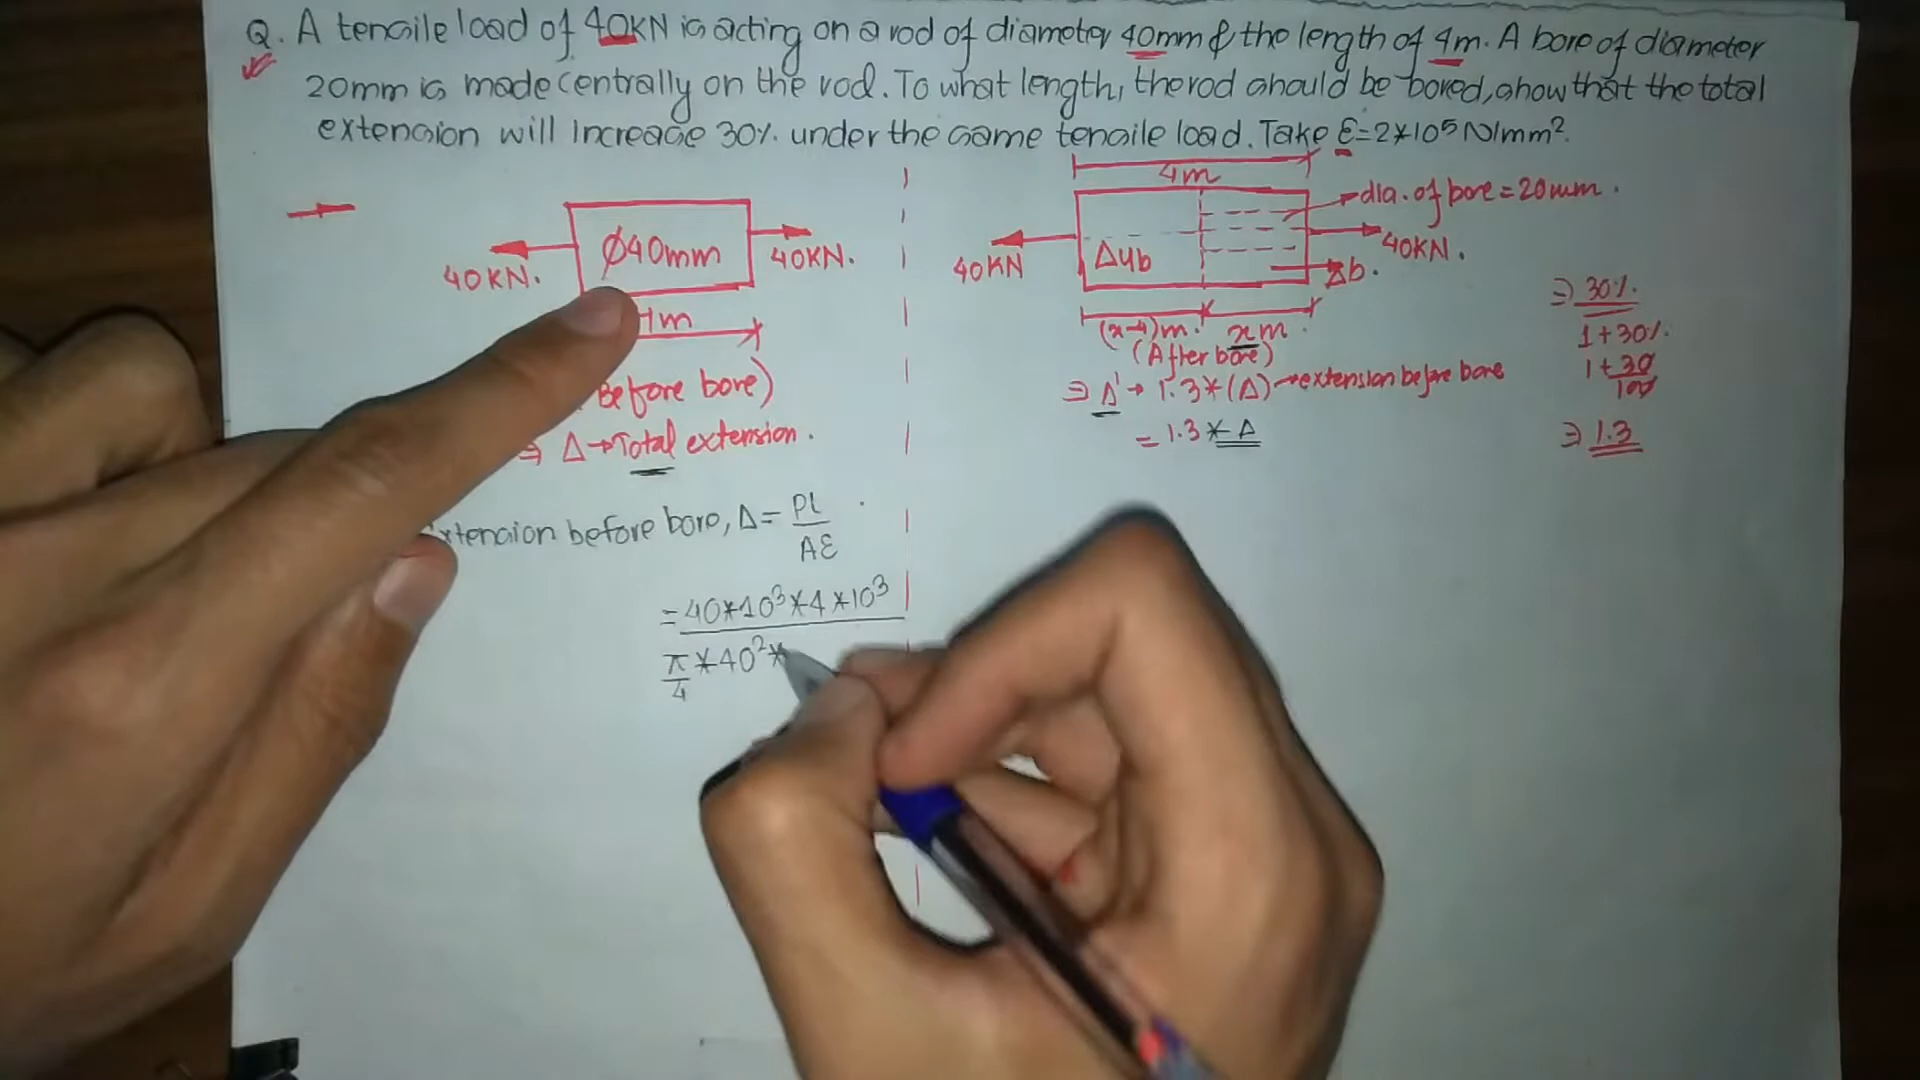 Q. A tensile load of 40KN is acting on a rod of diameter 40mm & the length of 4m. A bore of diameter
20mm is made centrally on the rod. To what length, the rod should be bored, show that the total
extension will increase 30% under the same tensile load. Take E=2*10⁵ N/mm².
4m
dia. of bore = 20mm.
Ø40mm
40KN.
40KN.
40KN
Δub
40KN.
Δb.
⇒ 30%.
m
(x-4)m.
xm.
1+30%.
(After bore)
1+30/100
Before bore)
⇒ Δ' → 1.3*(Δ) → extension before bore
⇒ Δ → Total extension.
= 1.3 * Δ
⇒ 1.3
xtension before bore, Δ = PL/AE
= 40*10³*4*10³
π/4 * 40² *